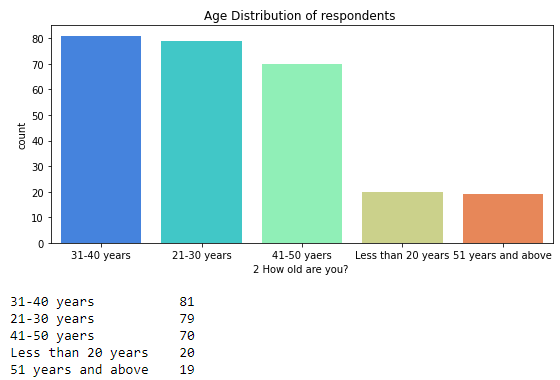 Age Distribution of respondents
80
70
60
50
40
30
20
10
0
count
31-40 years 21-30 years 41-50 yaers Less than 20 years 51 years and above
2 How old are you?
31-40 years 81
21-30 years 79
41-50 yaers 70
Less than 20 years 20
51 years and above 19